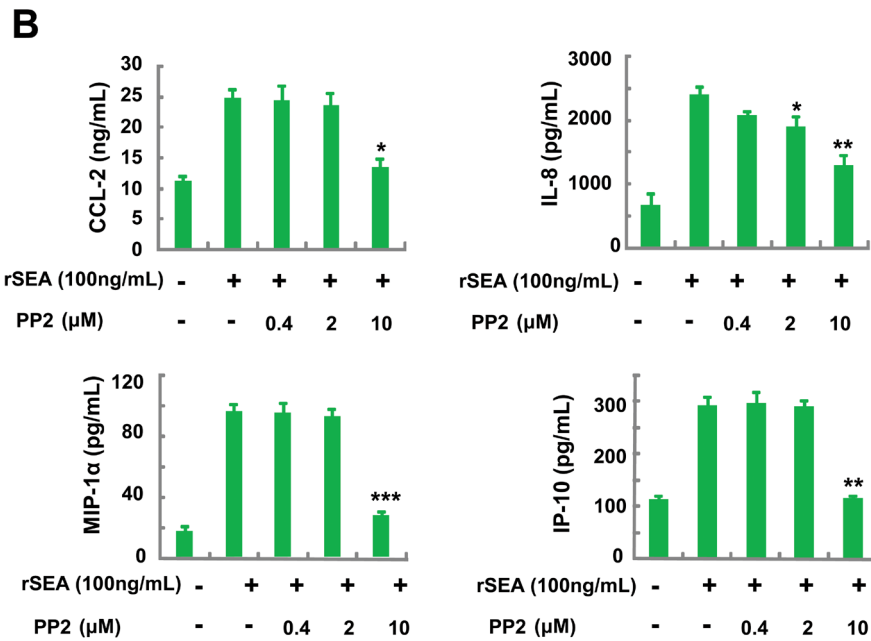 B
CCL-2 (ng/mL)
30
25
20
15
10
5
0
*
rSEA (100ng/mL) - + + + +
PP2 (μM) - - 0.4 2 10
IL-8 (pg/mL)
3000
2000
1000
0
*
**
rSEA (100ng/mL) - + + + +
PP2 (μM) - - 0.4 2 10
MIP-1α (pg/mL)
120
80
40
0
***
rSEA (100ng/mL) - + + + +
PP2 (μM) - - 0.4 2 10
IP-10 (pg/mL)
300
200
100
0
**
rSEA (100ng/mL) - + + + +
PP2 (μM) - - 0.4 2 10